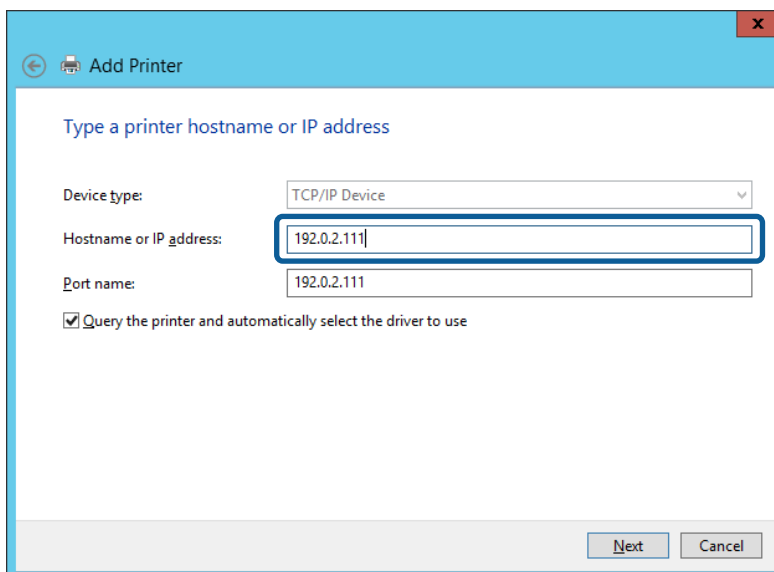 x
Add Printer
Type a printer hostname or IP address
Device type: TCP/IP Device
Hostname or IP address: 192.0.2.111
Port name: 192.0.2.111
Query the printer and automatically select the driver to use
Next Cancel